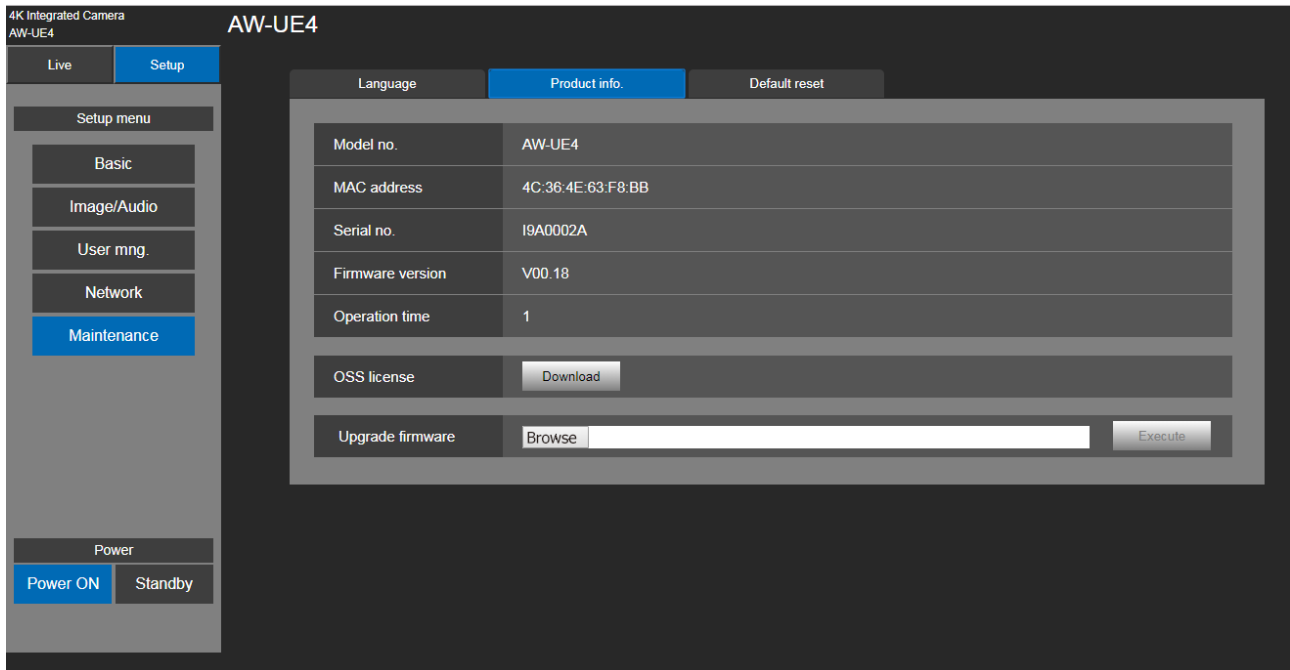 4K Integrated Camera
AW-UE4
AW-UE4
Live Setup
Setup menu
Basic
Image/Audio
User mng.
Network
Maintenance
Power
Power ON Standby
Language Product info. Default reset
Model no. AW-UE4
MAC address 4C:36:4E:63:F8:BB
Serial no. I9A0002A
Firmware version V00.18
Operation time 1
OSS license Download
Upgrade firmware Browse Execute